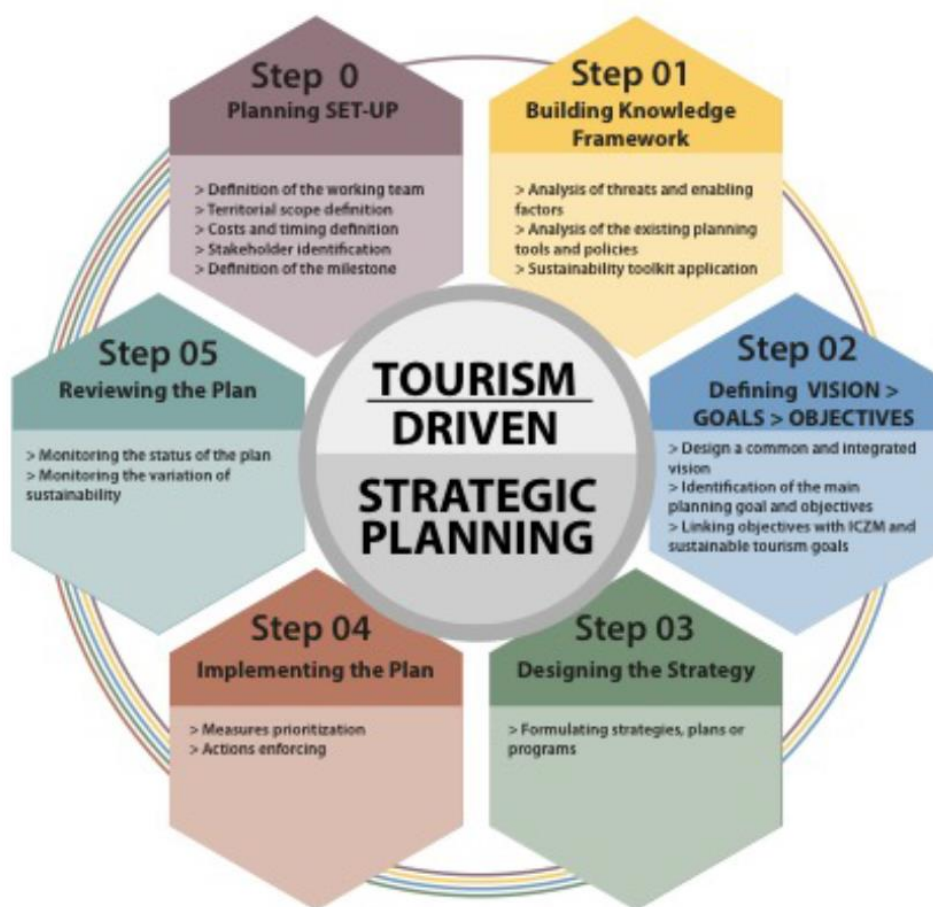 Step 0
Planning SET-UP
> Definition of the working team
> Territorial scope definition
> Costs and timing definition
> Stakeholder identification
> Definition of the milestone
Step 01
Building Knowledge
Framework
> Analysis of threats and enabling
factors
> Analysis of the existing planning
tools and policies
> Sustainability toolkit application
Step 02
Defining VISION >
GOALS > OBJECTIVES
> Design a common and integrated
vision
> Identification of the main
planning goal and objectives
> Linking objectives with ICZM and
sustainable tourism goals
Step 03
Designing the Strategy
> Formulating strategies, plans or
programs
Step 04
Implementing the Plan
> Measures prioritization
> Actions enforcing
Step 05
Reviewing the Plan
> Monitoring the status of the plan
> Monitoring the variation of
sustainability
TOURISM
DRIVEN
STRATEGIC
PLANNING